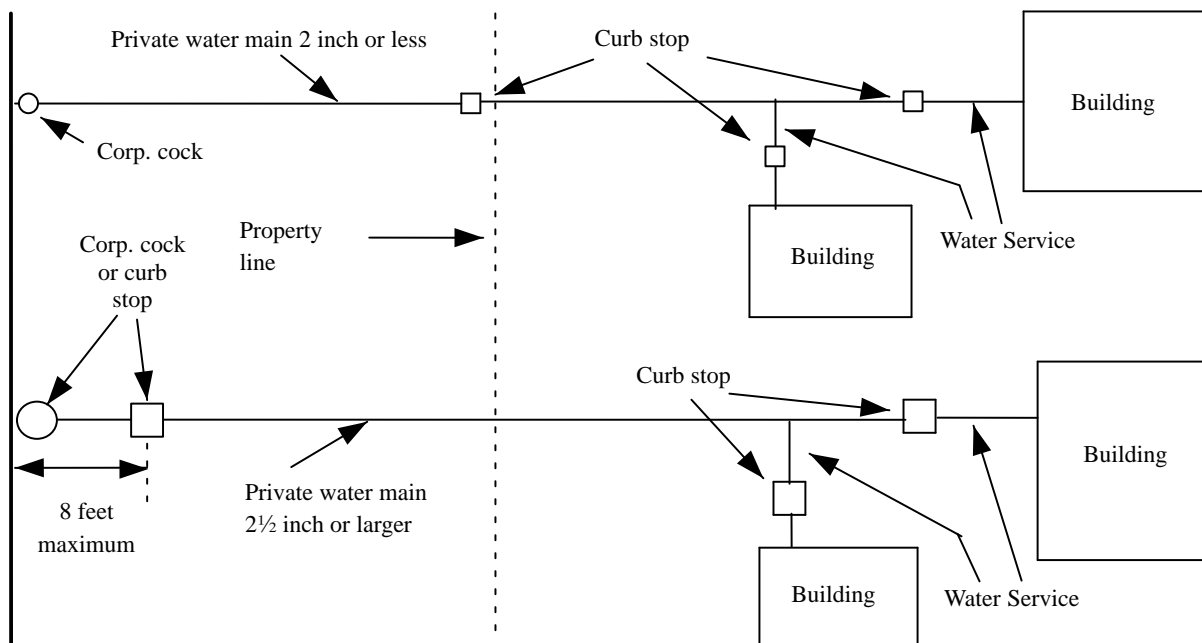 Private water main 2 inch or less
Curb stop
Building
Corp. cock
Building
Water Service
Property
line
Corp. cock
or curb
stop
Curb stop
Building
8 feet
maximum
Private water main
2½ inch or larger
Building
Water Service